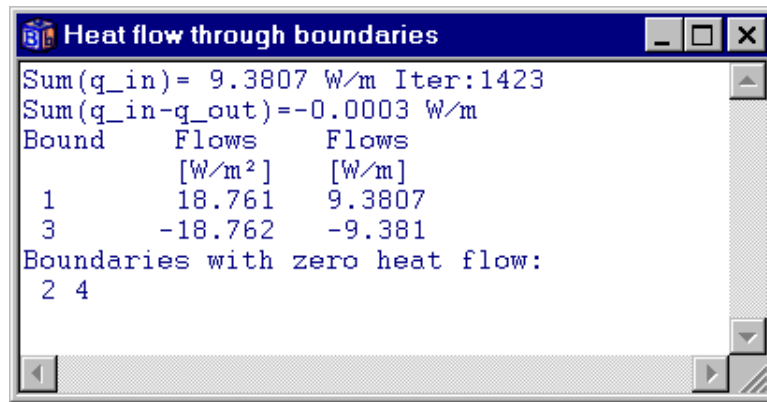 Heat flow through boundaries
Sum(q_in)= 9.3807 W/m Iter:1423
Sum(q_in-q_out)=-0.0003 W/m
Bound Flows Flows
[W/m²] [W/m]
1 18.761 9.3807
3 -18.762 -9.381
Boundaries with zero heat flow:
2 4